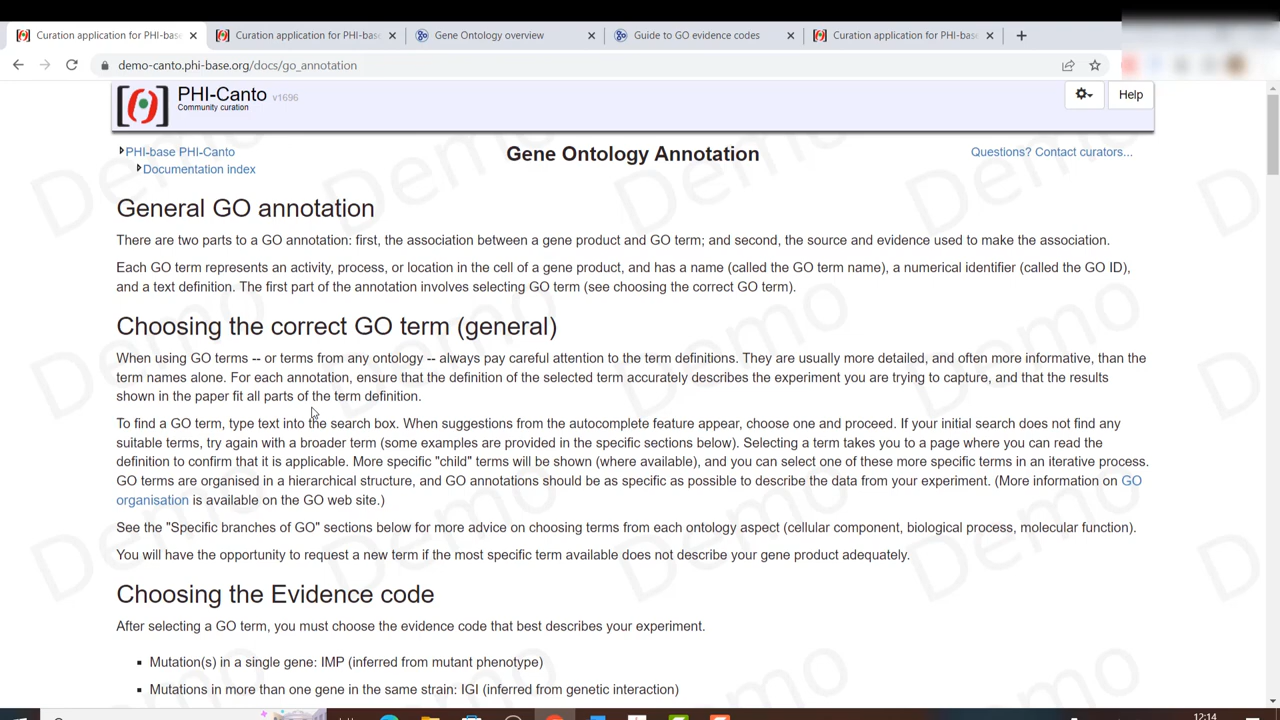 Curation application for PHI-bas
Curation application for PHI-bas
Gene Ontology overview
Guide to GO evidence codes
Curation application for PHI-bas
demo-canto.phi-base.org/docs/go_annotation
PHI-Canto v1696
Community curation
Help
PHI-base PHI-Canto
Documentation index
Gene Ontology Annotation
Questions? Contact curators...
General GO annotation
There are two parts to a GO annotation: first, the association between a gene product and GO term; and second, the source and evidence used to make the association.
Each GO term represents an activity, process, or location in the cell of a gene product, and has a name (called the GO term name), a numerical identifier (called the GO ID),
and a text definition. The first part of the annotation involves selecting GO term (see choosing the correct GO term).
Choosing the correct GO term (general)
When using GO terms -- or terms from any ontology -- always pay careful attention to the term definitions. They are usually more detailed, and often more informative, than the
term names alone. For each annotation, ensure that the definition of the selected term accurately describes the experiment you are trying to capture, and that the results
shown in the paper fit all parts of the term definition.
To find a GO term, type text into the search box. When suggestions from the autocomplete feature appear, choose one and proceed. If your initial search does not find any
suitable terms, try again with a broader term (some examples are provided in the specific sections below). Selecting a term takes you to a page where you can read the
definition to confirm that it is applicable. More specific "child" terms will be shown (where available), and you can select one of these more specific terms in an iterative process.
GO terms are organised in a hierarchical structure, and GO annotations should be as specific as possible to describe the data from your experiment. (More information on GO
organisation is available on the GO web site.)
See the "Specific branches of GO" sections below for more advice on choosing terms from each ontology aspect (cellular component, biological process, molecular function).
You will have the opportunity to request a new term if the most specific term available does not describe your gene product adequately.
Choosing the Evidence code
After selecting a GO term, you must choose the evidence code that best describes your experiment.
▪ Mutation(s) in a single gene: IMP (inferred from mutant phenotype)
▪ Mutations in more than one gene in the same strain: IGI (inferred from genetic interaction)
12:14
Demo
Demo
Demo
Demo
Demo
Demo
Demo
Demo
Demo
Demo
Demo
Demo